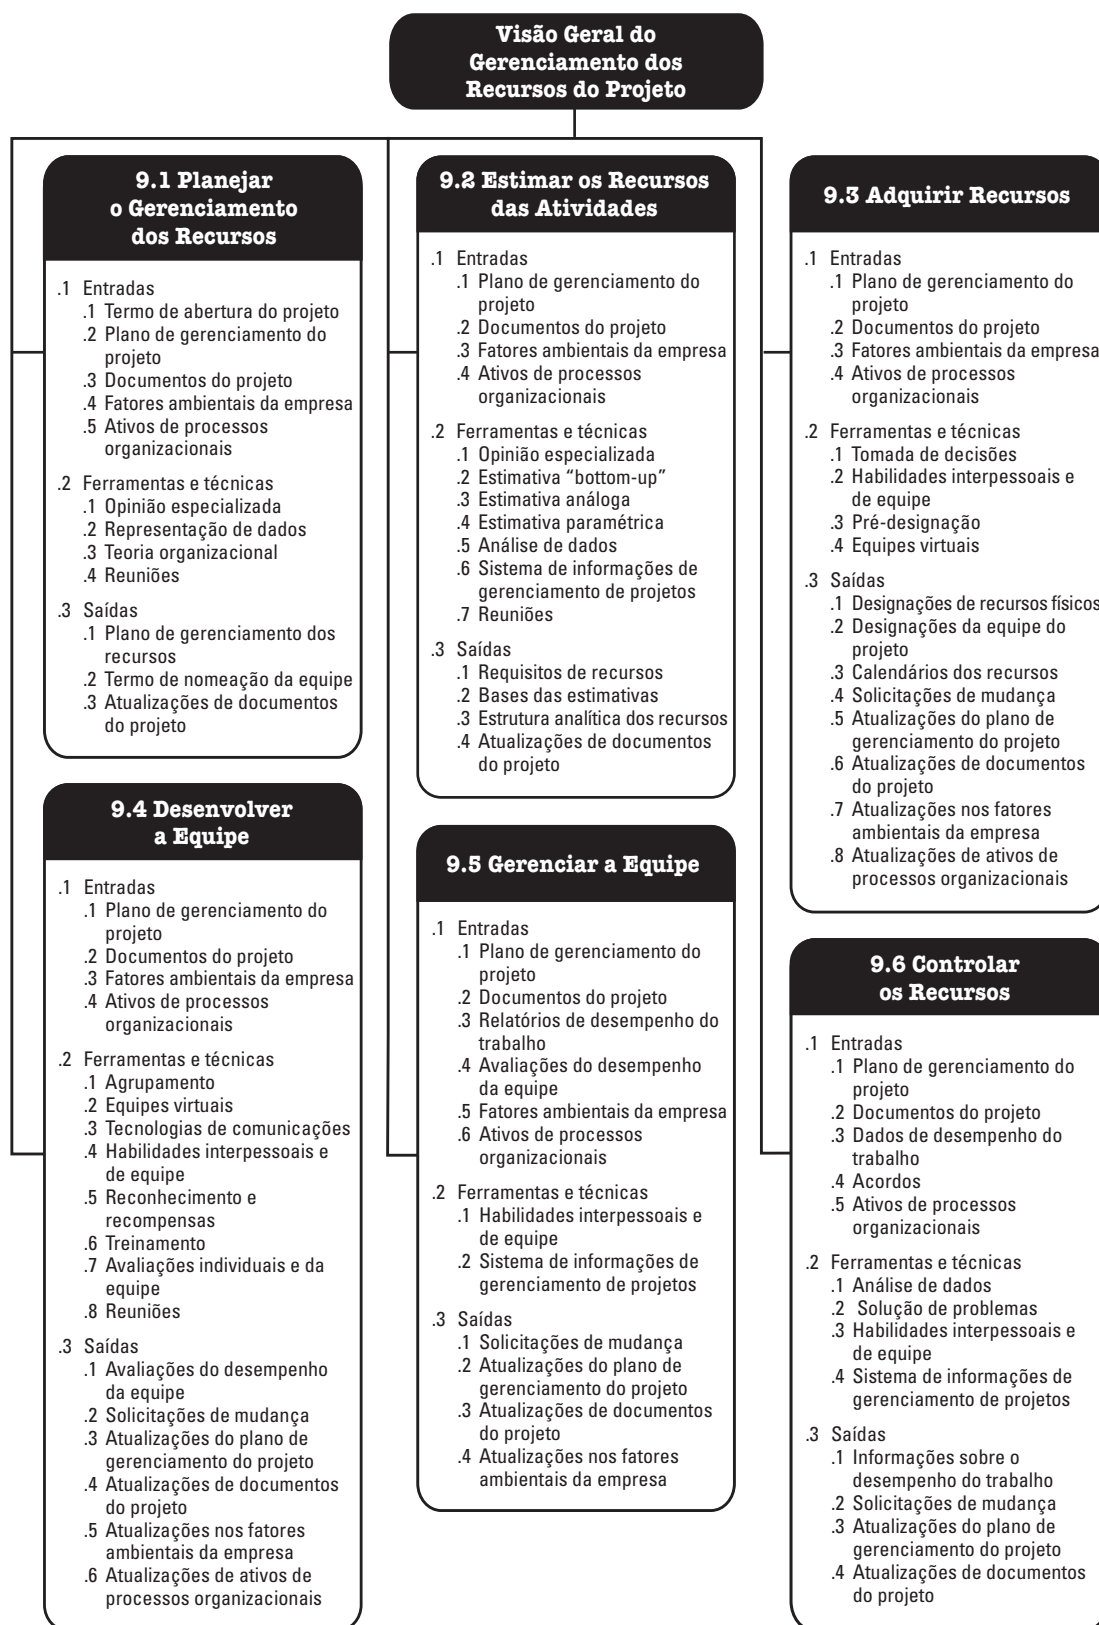 Visão Geral do
Gerenciamento dos
Recursos do Projeto
9.1 Planejar
o Gerenciamento
dos Recursos
.1 Entradas
.1 Termo de abertura do projeto
.2 Plano de gerenciamento do
projeto
.3 Documentos do projeto
.4 Fatores ambientais da empresa
.5 Ativos de processos
organizacionais
.2 Ferramentas e técnicas
.1 Opinião especializada
.2 Representação de dados
.3 Teoria organizacional
.4 Reuniões
.3 Saídas
.1 Plano de gerenciamento dos
recursos
.2 Termo de nomeação da equipe
.3 Atualizações de documentos
do projeto
9.2 Estimar os Recursos
das Atividades
.1 Entradas
.1 Plano de gerenciamento do
projeto
.2 Documentos do projeto
.3 Fatores ambientais da empresa
.4 Ativos de processos
organizacionais
.2 Ferramentas e técnicas
.1 Opinião especializada
.2 Estimativa “bottom-up”
.3 Estimativa análoga
.4 Estimativa paramétrica
.5 Análise de dados
.6 Sistema de informações de
gerenciamento de projetos
.7 Reuniões
.3 Saídas
.1 Requisitos de recursos
.2 Bases das estimativas
.3 Estrutura analítica dos recursos
.4 Atualizações de documentos
do projeto
9.3 Adquirir Recursos
.1 Entradas
.1 Plano de gerenciamento do
projeto
.2 Documentos do projeto
.3 Fatores ambientais da empresa
.4 Ativos de processos
organizacionais
.2 Ferramentas e técnicas
.1 Tomada de decisões
.2 Habilidades interpessoais e
de equipe
.3 Pré-designação
.4 Equipes virtuais
.3 Saídas
.1 Designações de recursos físicos
.2 Designações da equipe do
projeto
.3 Calendários dos recursos
.4 Solicitações de mudança
.5 Atualizações do plano de
gerenciamento do projeto
.6 Atualizações de documentos
do projeto
.7 Atualizações nos fatores
ambientais da empresa
.8 Atualizações de ativos de
processos organizacionais
9.4 Desenvolver
a Equipe
.1 Entradas
.1 Plano de gerenciamento do
projeto
.2 Documentos do projeto
.3 Fatores ambientais da empresa
.4 Ativos de processos
organizacionais
.2 Ferramentas e técnicas
.1 Agrupamento
.2 Equipes virtuais
.3 Tecnologias de comunicações
.4 Habilidades interpessoais e
de equipe
.5 Reconhecimento e
recompensas
.6 Treinamento
.7 Avaliações individuais e da
equipe
.8 Reuniões
.3 Saídas
.1 Avaliações do desempenho
da equipe
.2 Solicitações de mudança
.3 Atualizações do plano de
gerenciamento do projeto
.4 Atualizações de documentos
do projeto
.5 Atualizações nos fatores
ambientais da empresa
.6 Atualizações de ativos de
processos organizacionais
9.5 Gerenciar a Equipe
.1 Entradas
.1 Plano de gerenciamento do
projeto
.2 Documentos do projeto
.3 Relatórios de desempenho do
trabalho
.4 Avaliações do desempenho
da equipe
.5 Fatores ambientais da empresa
.6 Ativos de processos
organizacionais
.2 Ferramentas e técnicas
.1 Habilidades interpessoais e
de equipe
.2 Sistema de informações de
gerenciamento de projetos
.3 Saídas
.1 Solicitações de mudança
.2 Atualizações do plano de
gerenciamento do projeto
.3 Atualizações de documentos
do projeto
.4 Atualizações nos fatores
ambientais da empresa
9.6 Controlar
os Recursos
.1 Entradas
.1 Plano de gerenciamento do
projeto
.2 Documentos do projeto
.3 Dados de desempenho do
trabalho
.4 Acordos
.5 Ativos de processos
organizacionais
.2 Ferramentas e técnicas
.1 Análise de dados
.2 Solução de problemas
.3 Habilidades interpessoais e
de equipe
.4 Sistema de informações de
gerenciamento de projetos
.3 Saídas
.1 Informações sobre o
desempenho do trabalho
.2 Solicitações de mudança
.3 Atualizações do plano de
gerenciamento do projeto
.4 Atualizações de documentos
do projeto